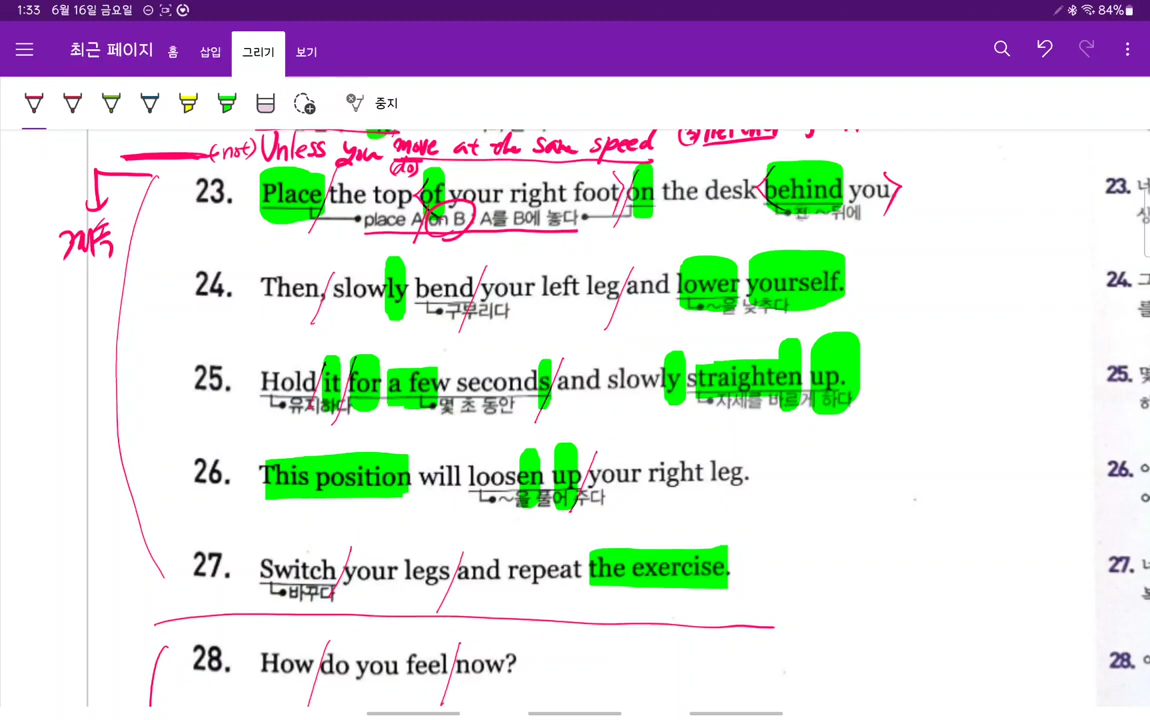 1:33 6월 16일 금요일 84%
최근 페이지 홈 삽입 그리기 보기
중지
(not) Unless you move at the same speed
(do)
계속
23. Place the top of your right foot on the desk behind you
place A on B : A를 B에 놓다 전 ~뒤에
24. Then, slowly bend your left leg and lower yourself.
구부리다 ~을 낮추다
25. Hold it for a few seconds and slowly straighten up.
유지하다 몇 초 동안 자세를 바르게 하다
26. This position will loosen up your right leg.
~을 풀어 주다
27. Switch your legs and repeat the exercise.
바꾸다
28. How do you feel now?
23.
24.
25.
26.
27.
28.